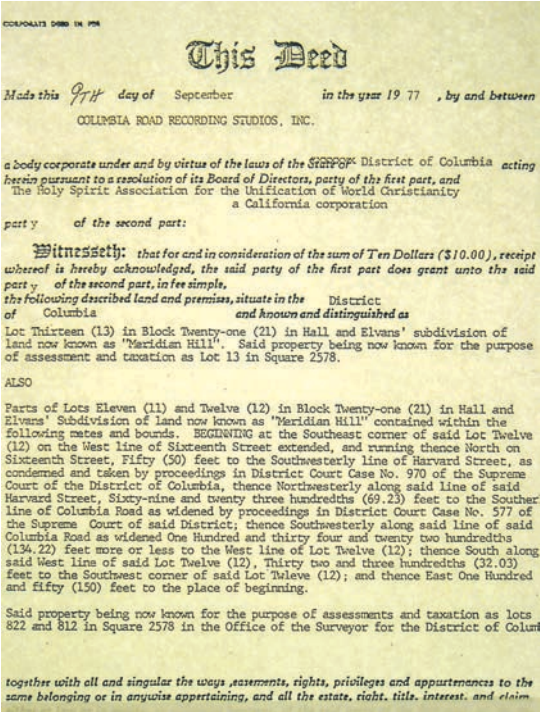 CORPORATE DEED IN FEE
This Deed
Made this 9TH day of September in the year 19 77 , by and between
COLUMBIA ROAD RECORDING STUDIOS, INC.
a body corporate under and by virtue of the laws of the State of District of Columbia acting
herein pursuant to a resolution of its Board of Directors, party of the first part, and
The Holy Spirit Association for the Unification of World Christianity
a California corporation
part y of the second part:
Witnesseth: that for and in consideration of the sum of Ten Dollars ($10.00), receipt
whereof is hereby acknowledged, the said party of the first part does grant unto the said
part y of the second part, in fee simple,
the following described land and premises, situate in the District
of Columbia and known and distinguished as
Lot Thirteen (13) in Block Twenty-one (21) in Hall and Elvans' subdivision of
land now known as "Meridian Hill". Said property being now known for the purpose
of assessment and taxation as Lot 13 in Square 2578.
ALSO
Parts of Lots Eleven (11) and Twelve (12) in Block Twenty-one (21) in Hall and
Elvans' Subdivision of land now known as "Meridian Hill" contained within the
following metes and bounds. BEGINNING at the Southeast corner of said Lot Twelve
(12) on the West line of Sixteenth Street extended, and running thence North on
Sixteenth Street, Fifty (50) feet to the Southwesterly line of Harvard Street, as
condemned and taken by proceedings in District Court Case No. 970 of the Supreme
Court of the District of Columbia, thence Northwesterly along said line of said
Harvard Street, Sixty-nine and twenty three hundredths (69.23) feet to the Souther
line of Columbia Road as widened by proceedings in District Court Case No. 577 of
the Supreme Court of said District; thence Southwesterly along said line of said
Columbia Road as widened One Hundred and thirty four and twenty two hundredths
(134.22) feet more or less to the West line of Lot Twelve (12); thence South along
said West line of said Lot Twelve (12), Thirty two and three hundredths (32.03)
feet to the Southwest corner of said Lot Twleve (12); and thence East One Hundred
and fifty (150) feet to the place of beginning.
Said property being now known for the purpose of assessments and taxation as lots
822 and 812 in Square 2578 in the Office of the Surveyor for the District of Colum
together with all and singular the ways ,easements, rights, privileges and appurtenances to the
same belonging or in anywise appertaining, and all the estate, right, title, interest, and claim